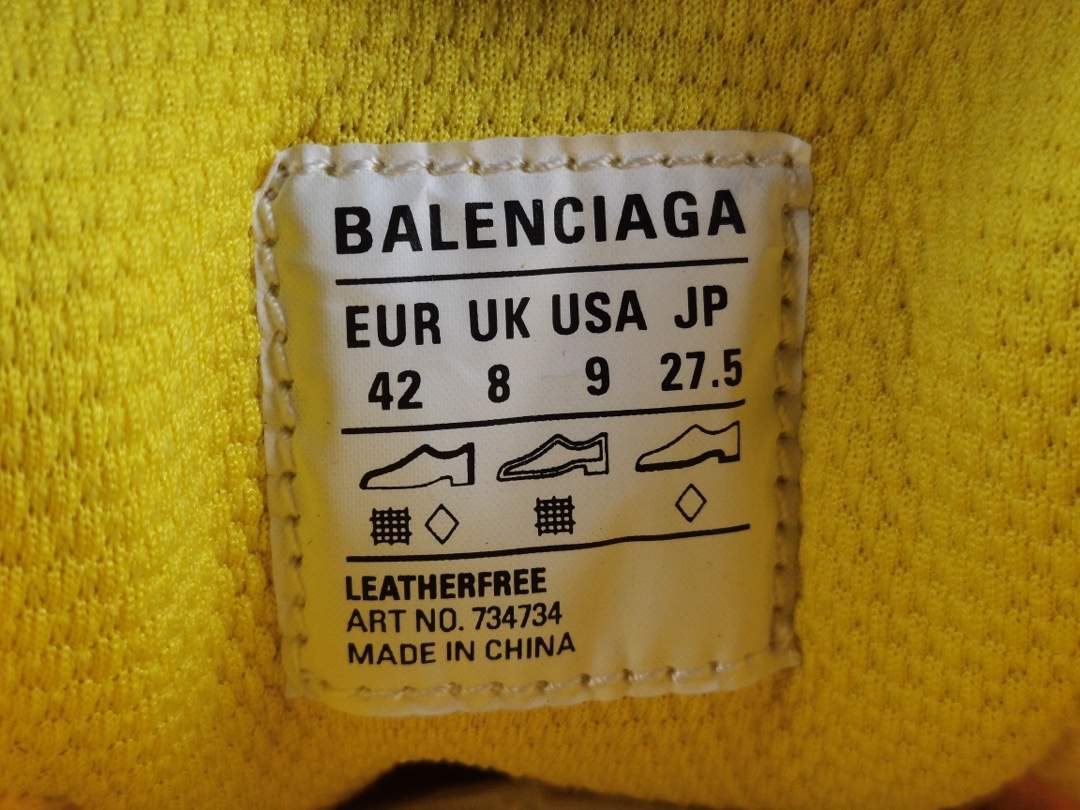 BALENCIAGA
EUR UK USA JP
42 8 9 27.5
LEATHERFREE
ART NO. 734734
MADE IN CHINA